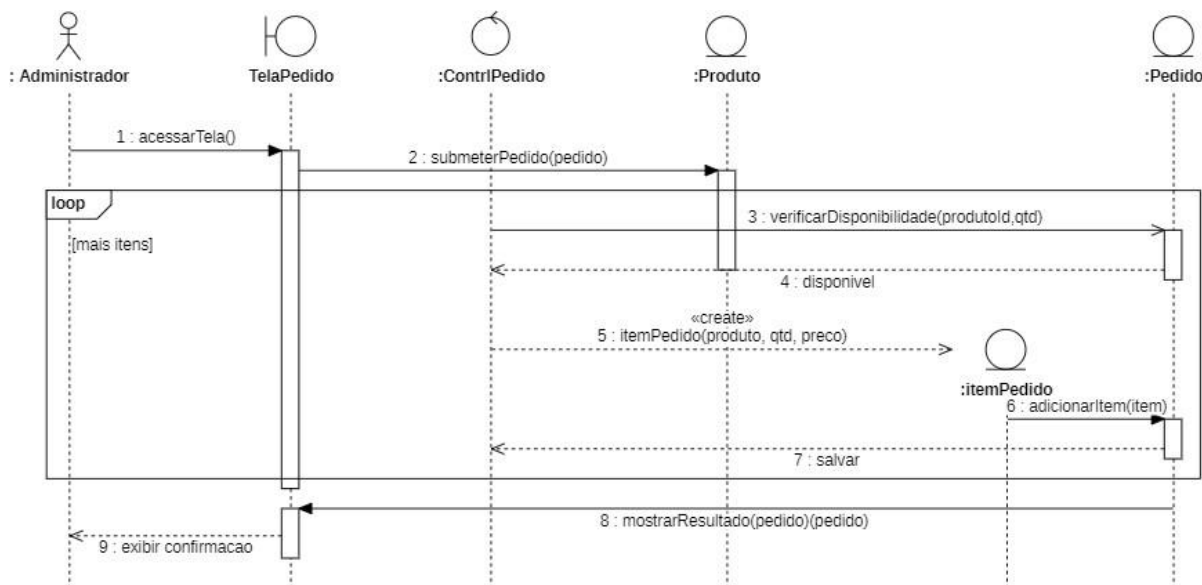 : Administrador
TelaPedido
:ContrlPedido
:Produto
:Pedido
1 : acessarTela()
2 : submeterPedido(pedido)
loop
3 : verificarDisponibilidade(produtoId,qtd)
[mais itens]
4 : disponivel
«create»
5 : itemPedido(produto, qtd, preco)
:itemPedido
6 : adicionarItem(item)
7 : salvar
8 : mostrarResultado(pedido)(pedido)
9 : exibir confirmacao